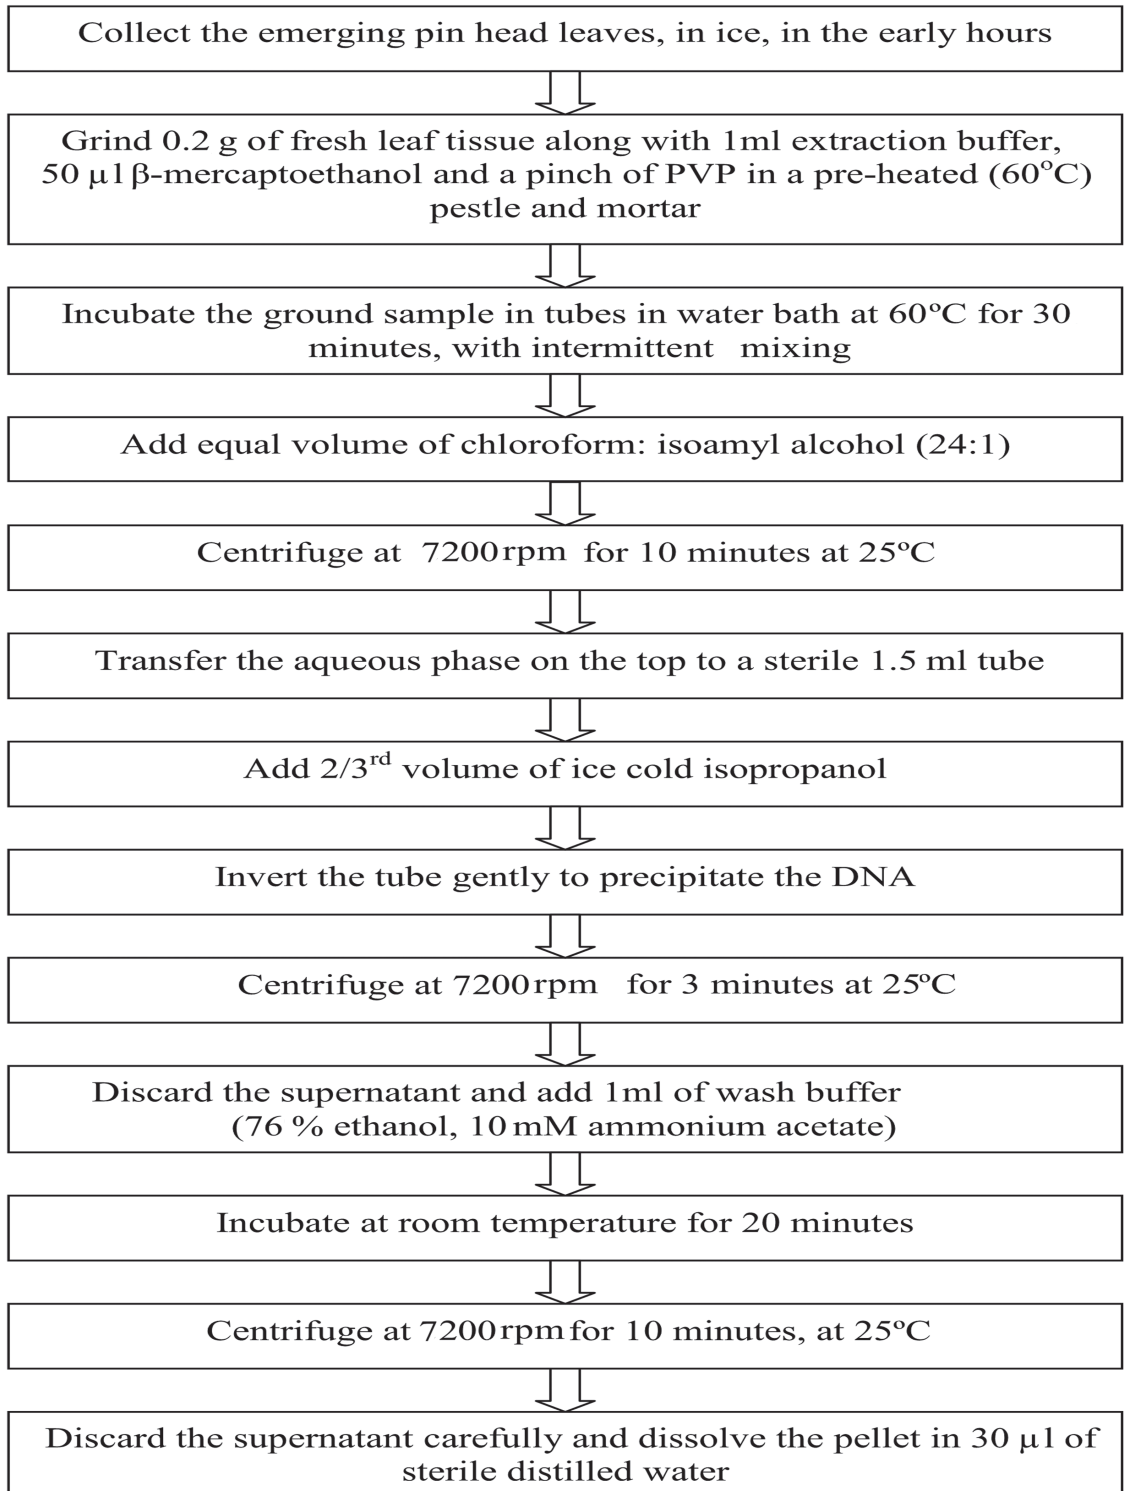 Collect the emerging pin head leaves, in ice, in the early hours
Grind 0.2 g of fresh leaf tissue along with 1ml extraction buffer,
50 µl β-mercaptoethanol and a pinch of PVP in a pre-heated (60°C)
pestle and mortar
Incubate the ground sample in tubes in water bath at 60ºC for 30
minutes, with intermittent mixing
Add equal volume of chloroform: isoamyl alcohol (24:1)
Centrifuge at 7200 rpm for 10 minutes at 25ºC
Transfer the aqueous phase on the top to a sterile 1.5 ml tube
Add 2/3rd volume of ice cold isopropanol
Invert the tube gently to precipitate the DNA
Centrifuge at 7200 rpm for 3 minutes at 25ºC
Discard the supernatant and add 1ml of wash buffer
(76 % ethanol, 10 mM ammonium acetate)
Incubate at room temperature for 20 minutes
Centrifuge at 7200 rpm for 10 minutes, at 25ºC
Discard the supernatant carefully and dissolve the pellet in 30 µl of
sterile distilled water